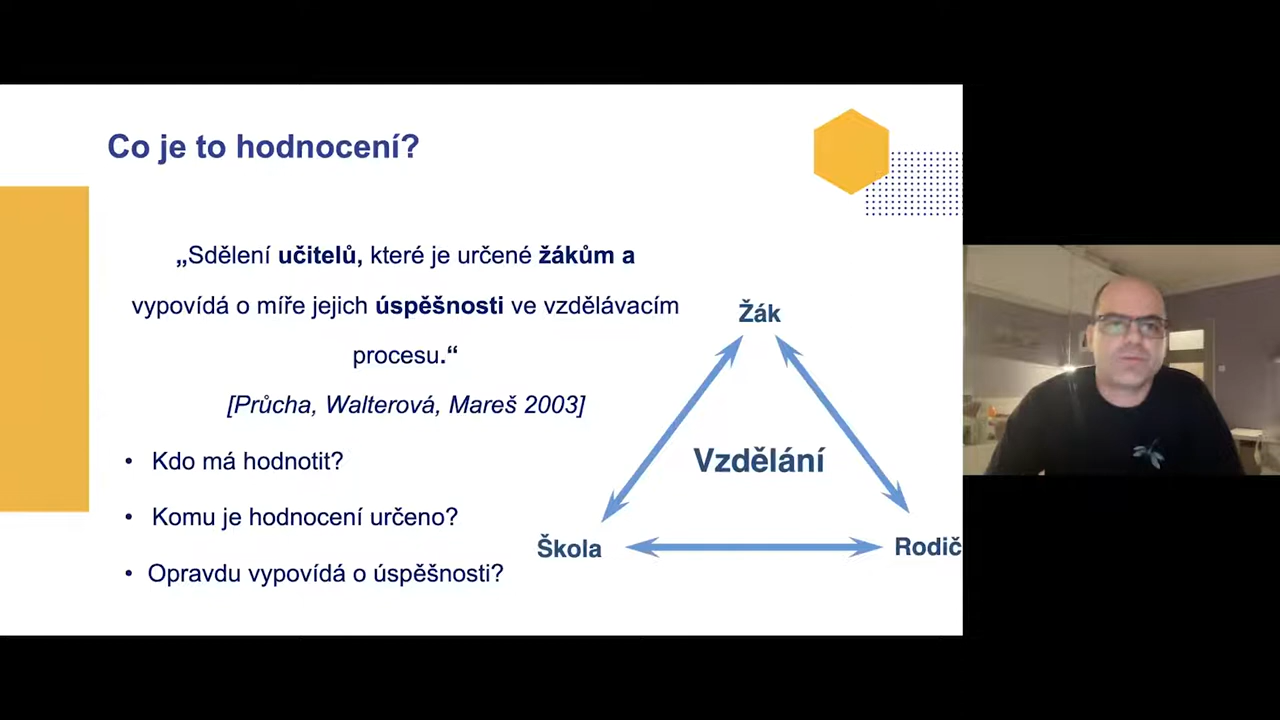 Co je to hodnocení?
„Sdělení učitelů, které je určené žákům a
vypovídá o míře jejich úspěšnosti ve vzdělávacím
procesu.“
[Průcha, Walterová, Mareš 2003]
• Kdo má hodnotit?
• Komu je hodnocení určeno?
• Opravdu vypovídá o úspěšnosti?
Žák
Vzdělání
Škola
Rodič